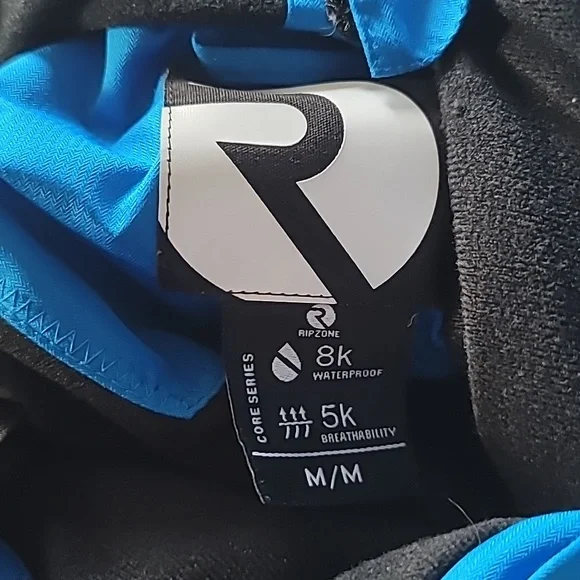 R
RIPZONE
CORE SERIES
8k
WATERPROOF
5k
BREATHABILITY
M/M